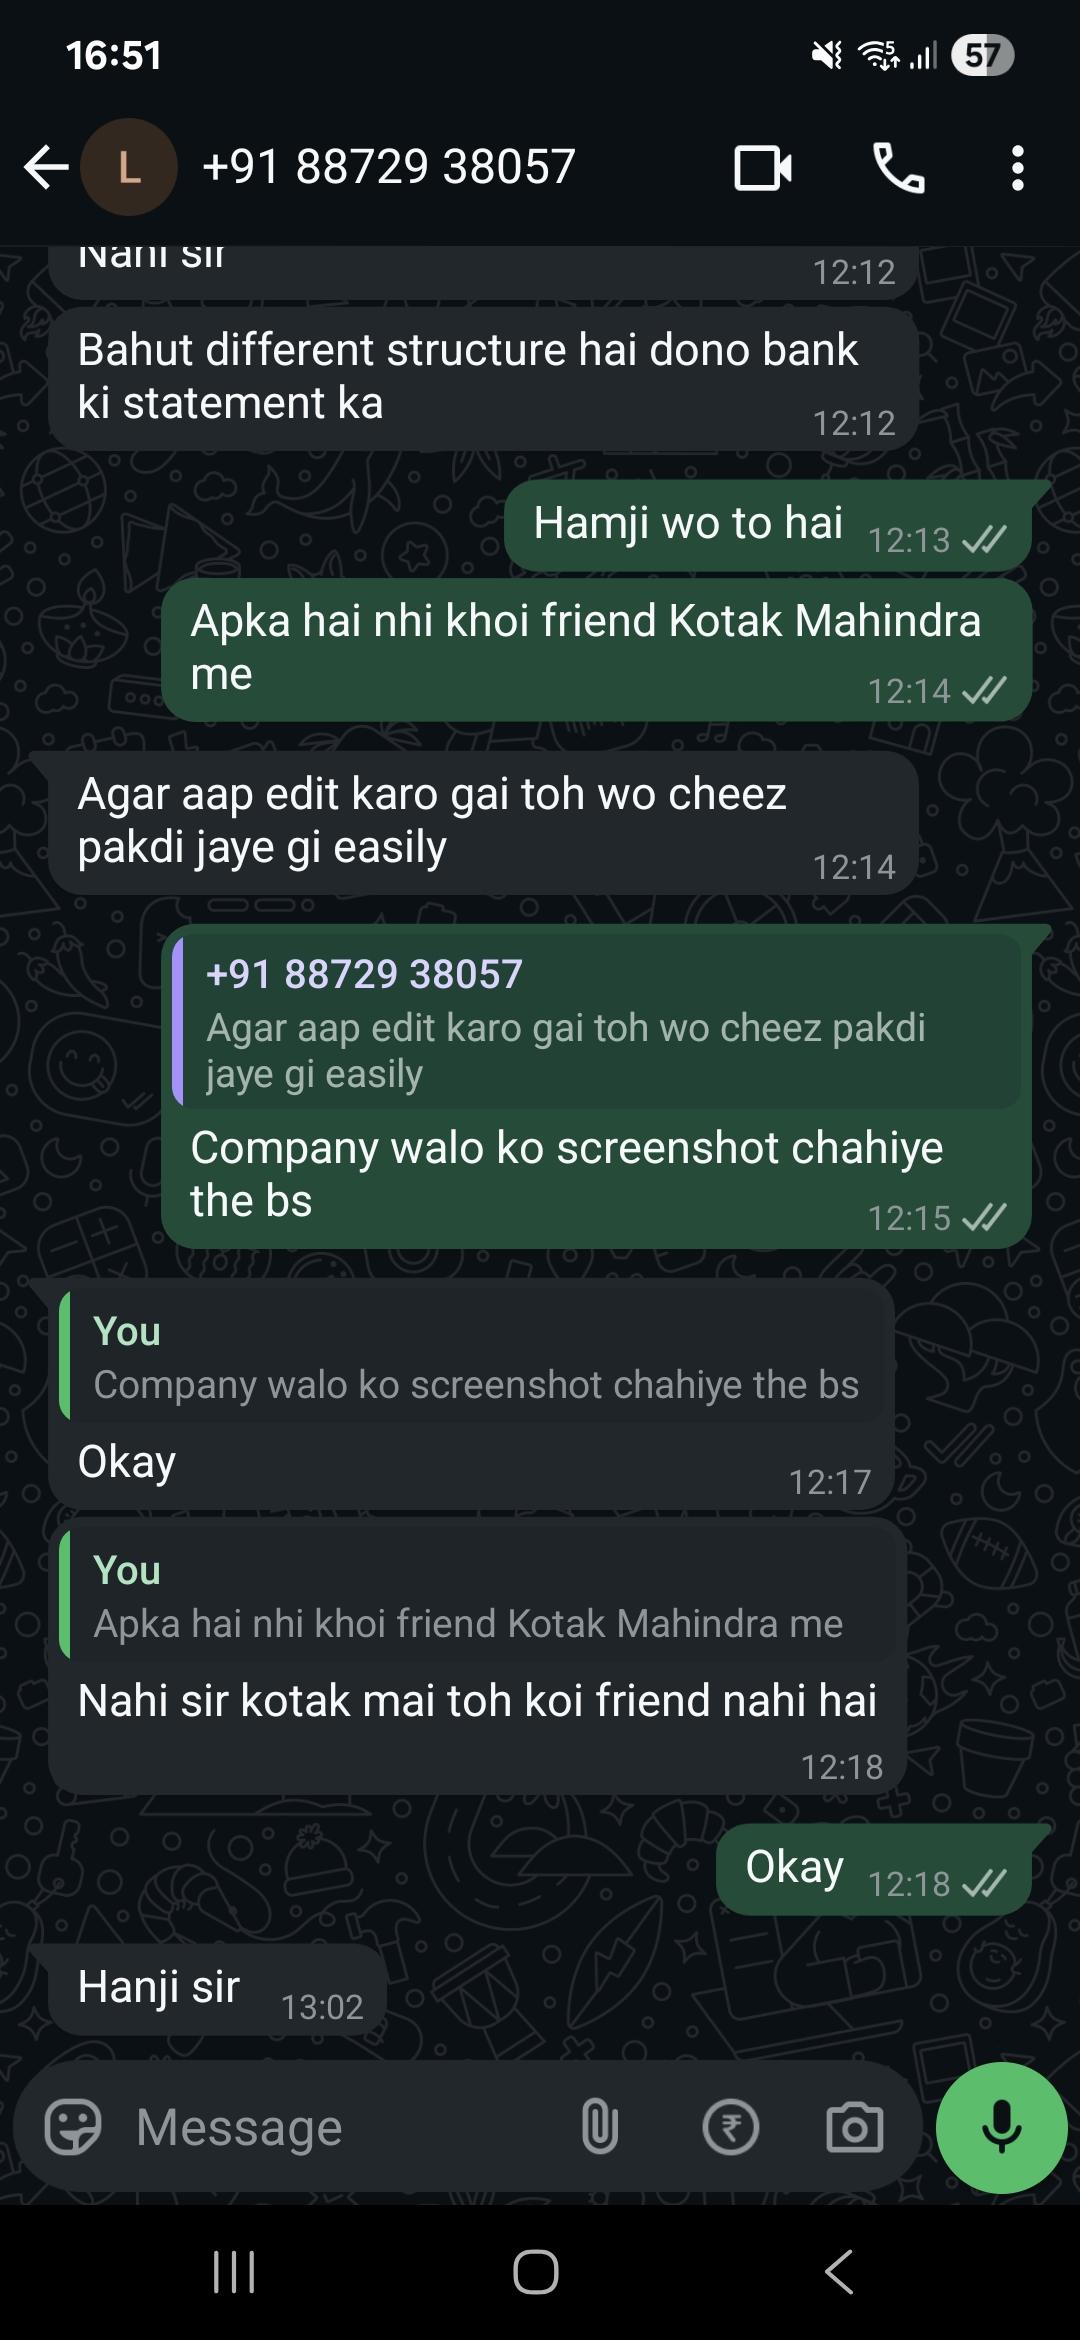 16:51
5
57
L
+91 88729 38057
Nahi sir
12:12
Bahut different structure hai dono bank
ki statement ka
12:12
Hamji wo to hai
12:13
Apka hai nhi khoi friend Kotak Mahindra
me
12:14
Agar aap edit karo gai toh wo cheez
pakdi jaye gi easily
12:14
+91 88729 38057
Agar aap edit karo gai toh wo cheez pakdi
jaye gi easily
Company walo ko screenshot chahiye
the bs
12:15
You
Company walo ko screenshot chahiye the bs
Okay
12:17
You
Apka hai nhi khoi friend Kotak Mahindra me
Nahi sir kotak mai toh koi friend nahi hai
12:18
Okay
12:18
Hanji sir
13:02
Message
₹